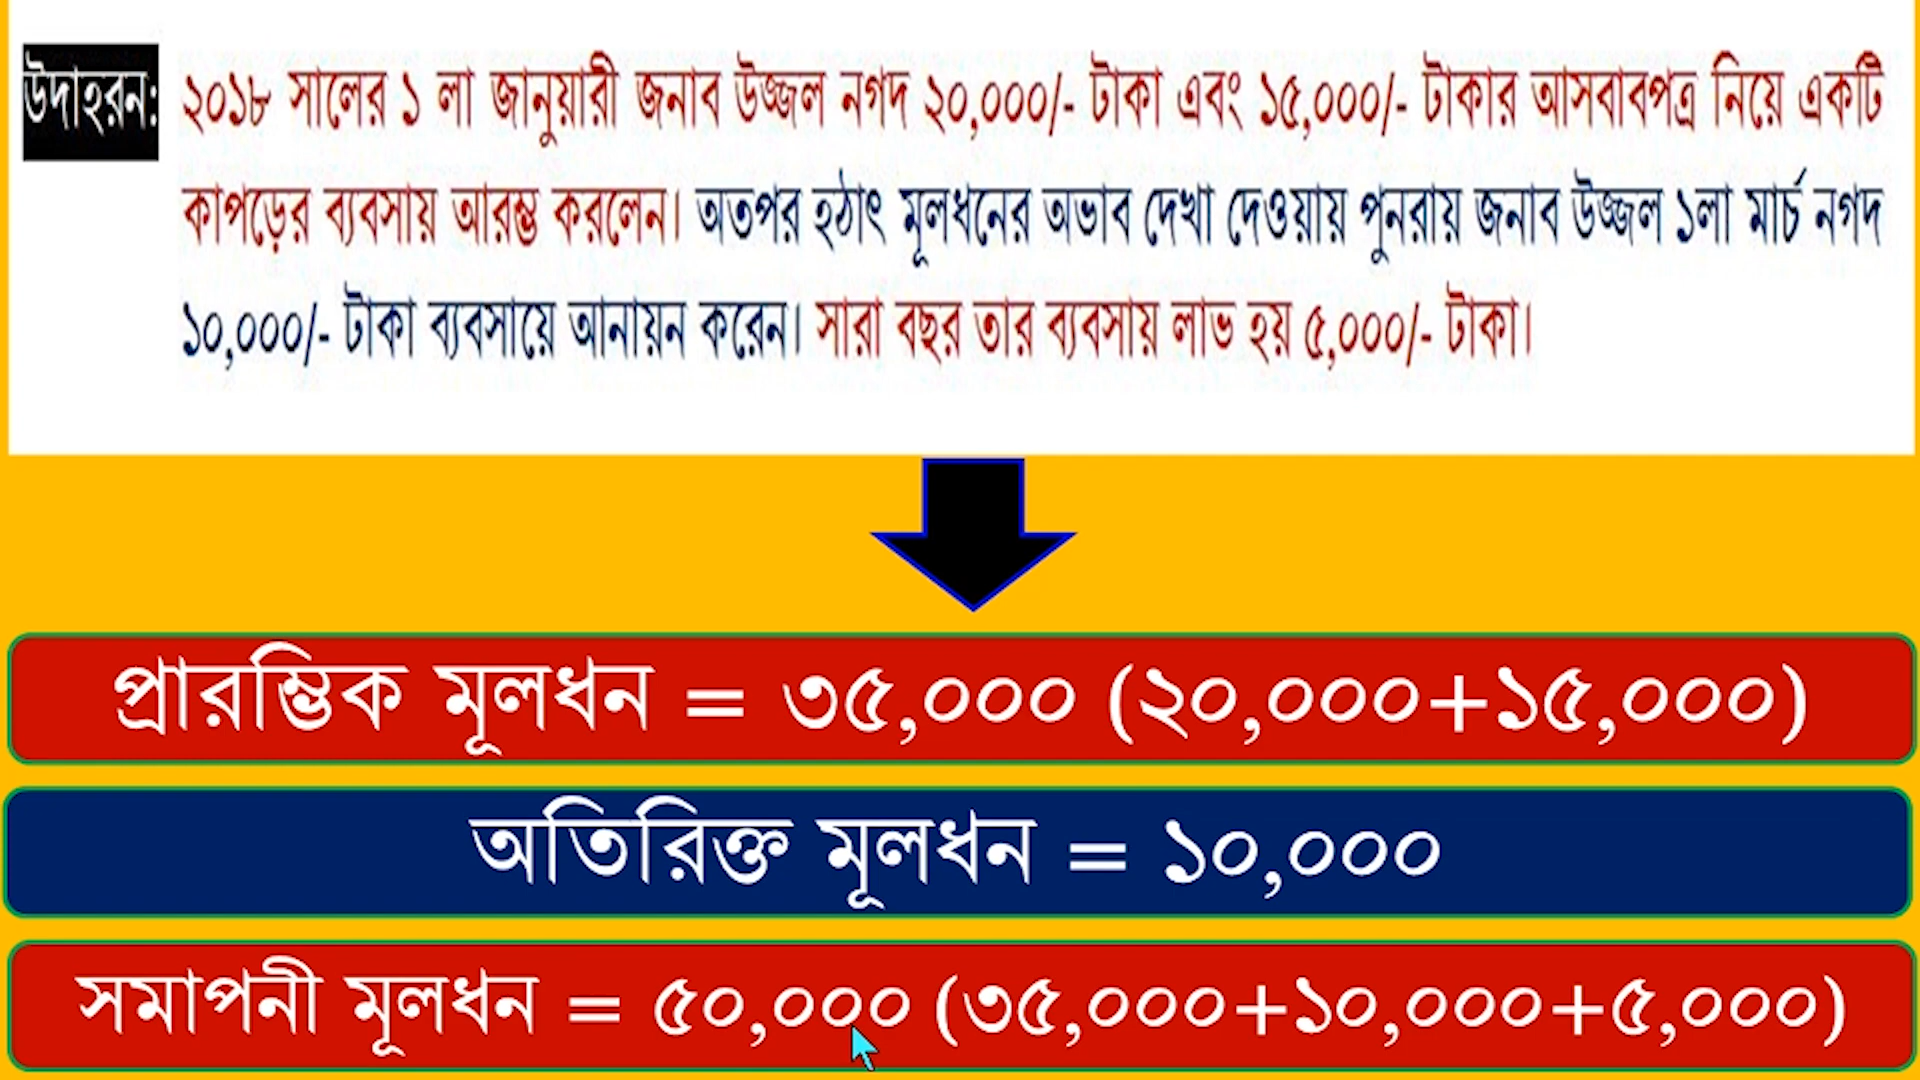 উদাহরন: ২০১৮ সালের ১ লা জানুয়ারী জনাব উজ্জল নগদ ২০,০০০/- টাকা এবং ১৫,০০০/- টাকার আসবাবপত্র নিয়ে একটি
কাপড়ের ব্যবসায় আরম্ভ করলেন। অতপর হঠাৎ মূলধনের অভাব দেখা দেওয়ায় পুনরায় জনাব উজ্জল ১লা মার্চ নগদ
১০,০০০/- টাকা ব্যবসায়ে আনায়ন করেন। সারা বছর তার ব্যবসায় লাভ হয় ৫,০০০/- টাকা।
প্রারম্ভিক মূলধন = ৩৫,০০০ (২০,০০০+১৫,০০০)
অতিরিক্ত মূলধন = ১০,০০০
সমাপনী মূলধন = ৫০,০০০ (৩৫,০০০+১০,০০০+৫,০০০)